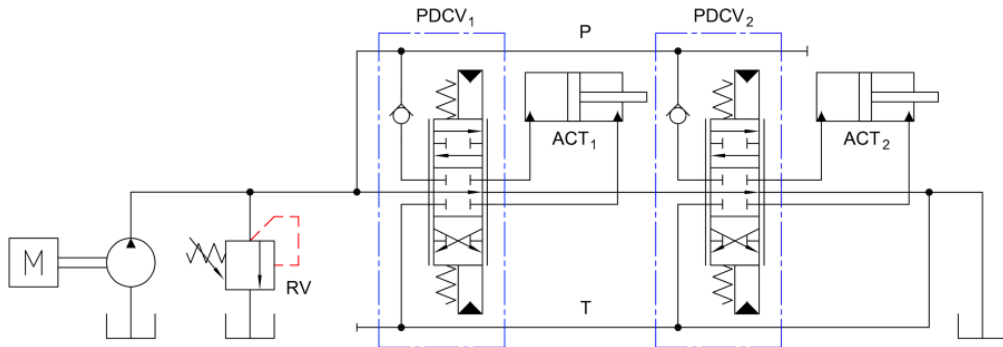 PDCV₁ PDCV₂
P
ACT₁ ACT₂
M
RV
T